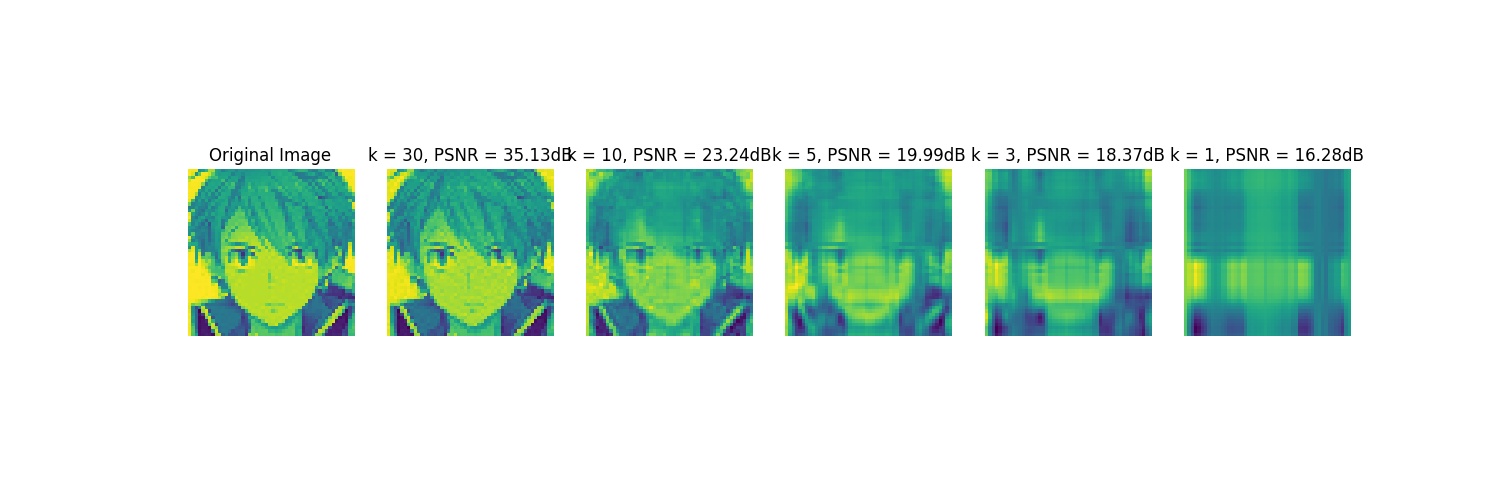 Original Image
k = 30, PSNR = 35.13dB
k = 10, PSNR = 23.24dB
k = 5, PSNR = 19.99dB
k = 3, PSNR = 18.37dB
k = 1, PSNR = 16.28dB